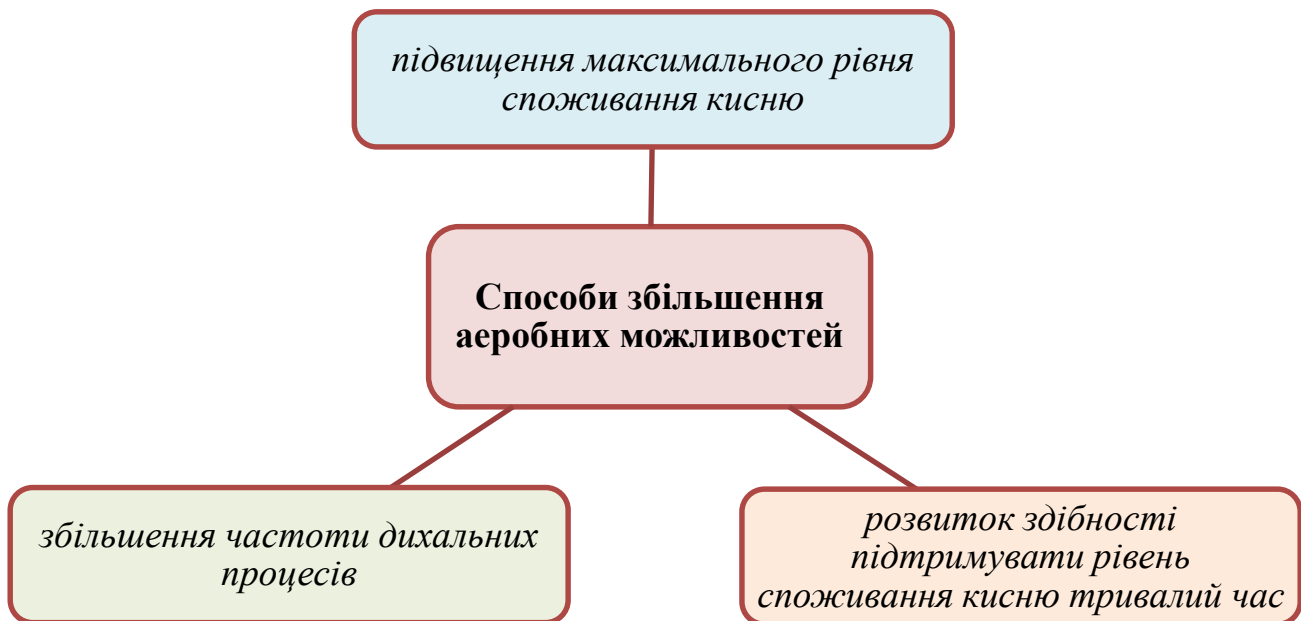 підвищення максимального рівня
споживання кисню
Способи збільшення
аеробних можливостей
збільшення частоти дихальних
процесів
розвиток здібності
підтримувати рівень
споживання кисню тривалий час